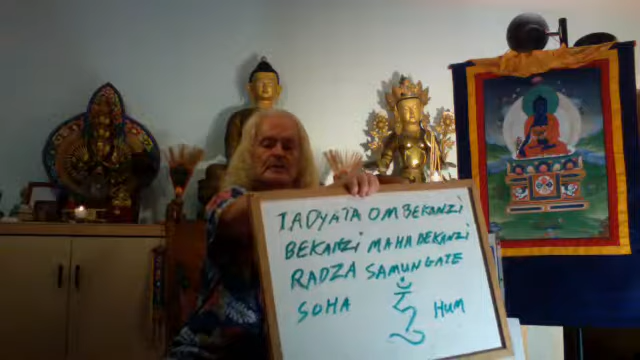 TADYATA OM BEKANZI
BEKANZI MAHA BEKANZI
RADZA SAMUNGATE
SOHA HUM